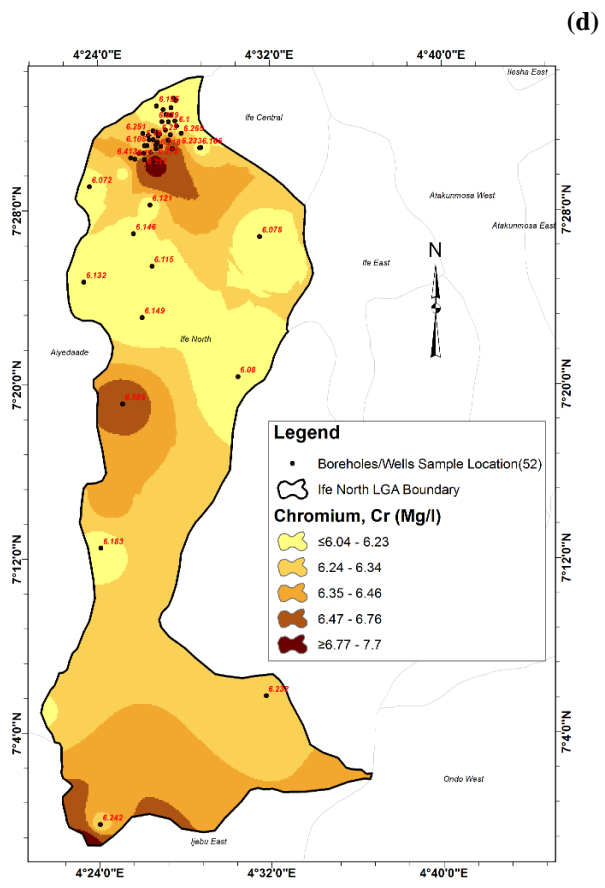 (d)
4°24'0"E 4°32'0"E 4°40'0"E
Ilesha East
Ife Central
6.1
6.251
6.265
6.413
6.072
6.121
Atakunmosa West
7°28'0"N 7°28'0"N
Atakunmosa East
6.146
6.078
N
6.115
Ife East
6.132
6.149
Ife North
Aiyedaade
6.08
7°20'0"N 7°20'0"N
Legend
Boreholes/Wells Sample Location(52)
Ife North LGA Boundary
Chromium, Cr (Mg/l)
≤6.04 - 6.23
6.24 - 6.34
6.35 - 6.46
6.47 - 6.76
≥6.77 - 7.7
6.183
7°12'0"N 7°12'0"N
6.232
7°4'0"N 7°4'0"N
Ondo West
6.242
Ijebu East
4°24'0"E 4°32'0"E 4°40'0"E